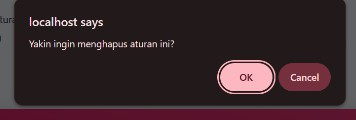 localhost says
Yakin ingin menghapus aturan ini?
OK
Cancel